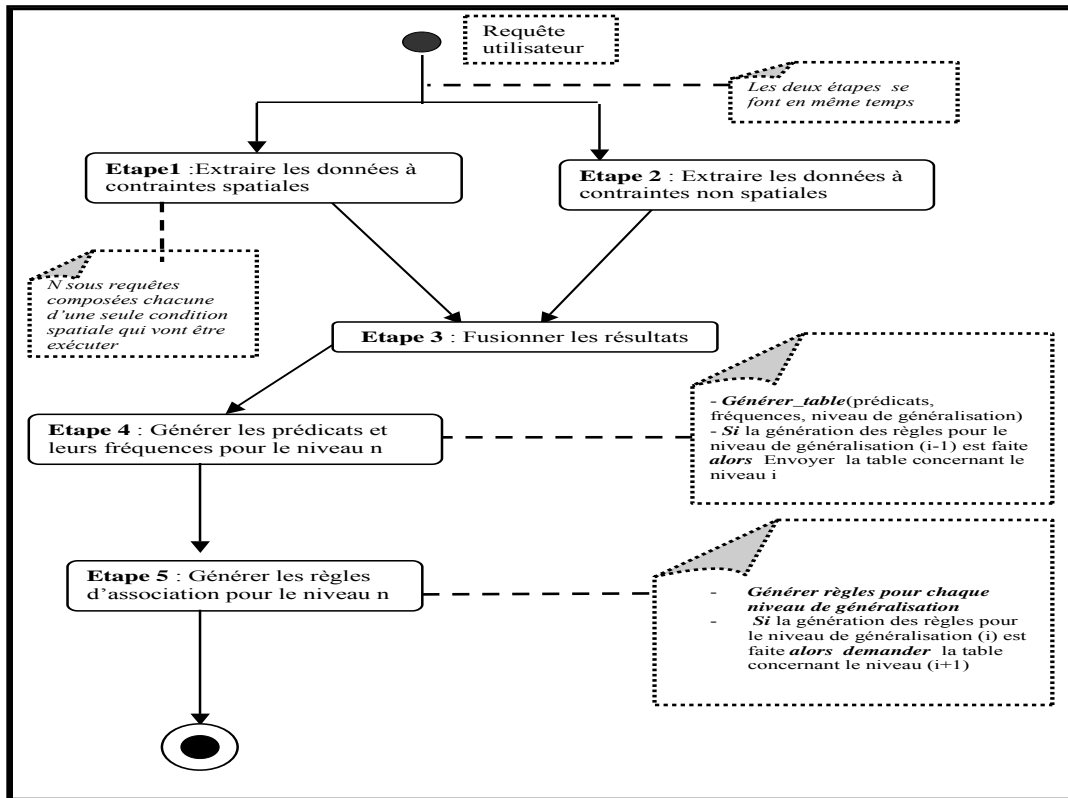 Requête
utilisateur
Les deux étapes se
font en même temps
Etape1 :Extraire les données à
contraintes spatiales
Etape 2 : Extraire les données à
contraintes non spatiales
N sous requêtes
composées chacune
d'une seule condition
spatiale qui vont être
exécuter
Etape 3 : Fusionner les résultats
- Générer_table(prédicats,
fréquences, niveau de généralisation)
- Si la génération des règles pour le
niveau de généralisation (i-1) est faite
alors Envoyer la table concernant le
niveau i
Etape 4 : Générer les prédicats et
leurs fréquences pour le niveau n
Etape 5 : Générer les règles
d'association pour le niveau n
- Générer règles pour chaque
niveau de généralisation
- Si la génération des règles pour
le niveau de généralisation (i) est
faite alors demander la table
concernant le niveau (i+1)